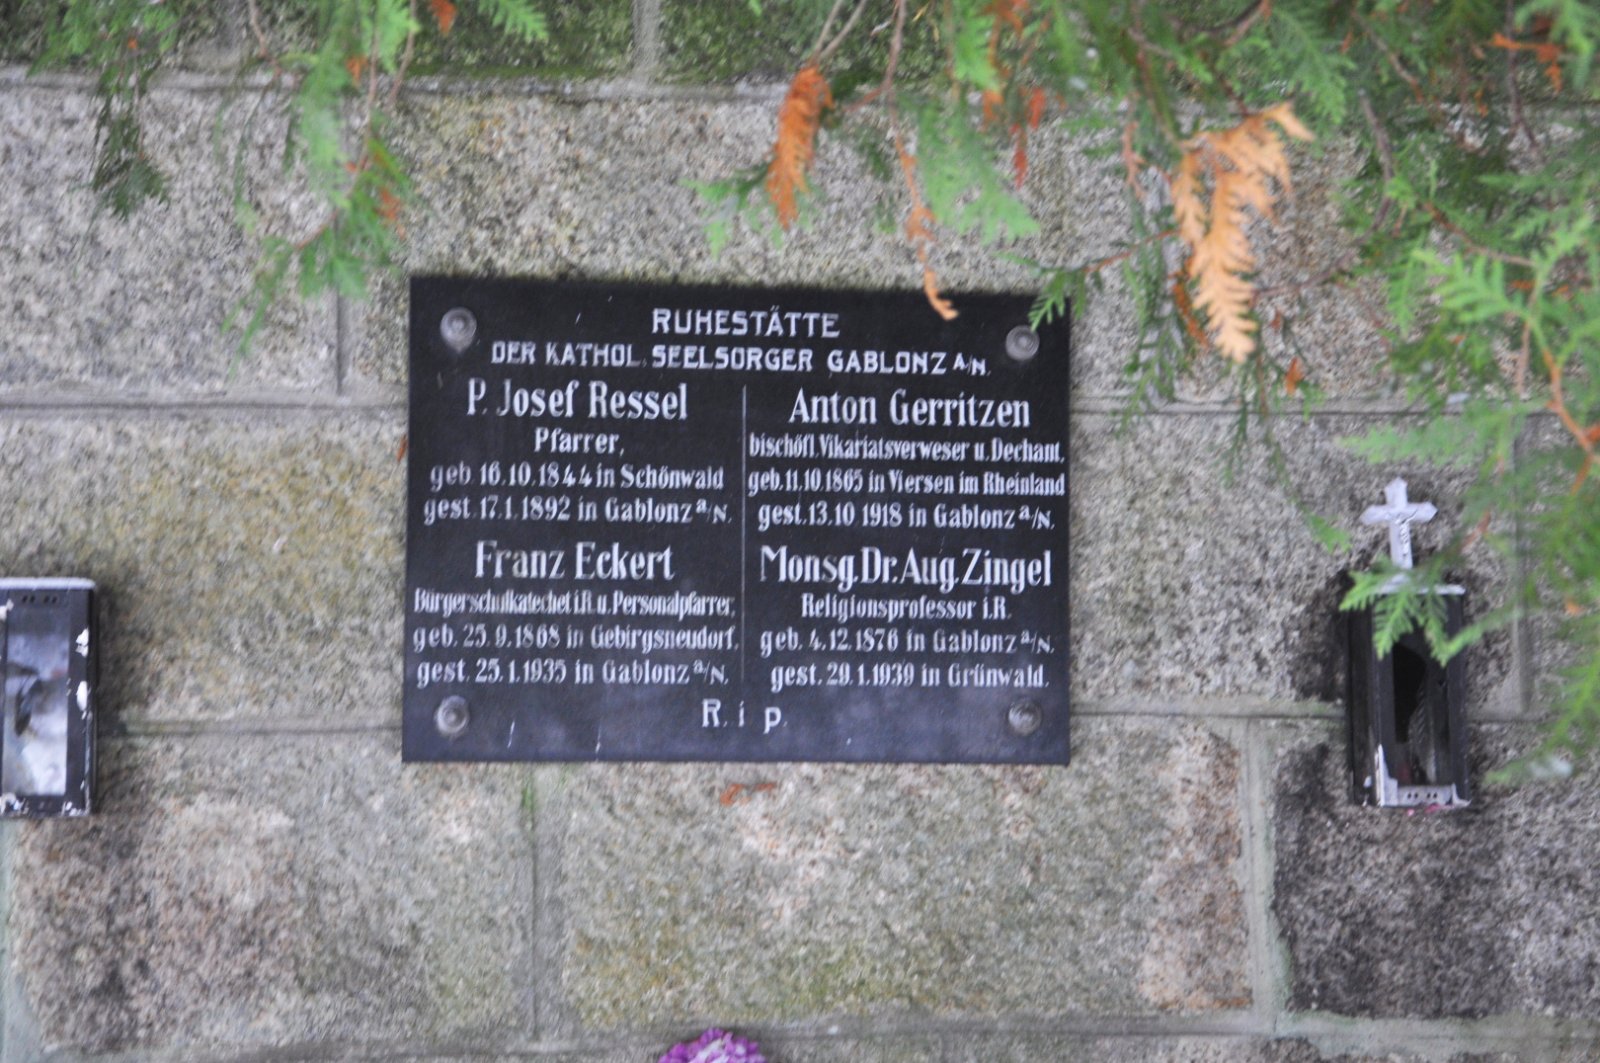 RUHESTÄTTE
DER KATHOL. SEELSORGER GABLONZ A/N.
P. Josef Ressel
Pfarrer,
geb. 16.10.1844 in Schönwald
gest. 17.1.1892 in Gablonz a/N.
Franz Eckert
Bürgerschulkatechet i.R. u. Personalpfarrer,
geb. 25.9.1868 in Gebirgsneudorf,
gest. 25.1.1935 in Gablonz a/N.
Anton Gerritzen
bischöfl. Vikariatsverweser u. Dechant,
geb. 11.10.1865 in Viersen im Rheinland
gest. 13.10 1918 in Gablonz a/N.
Monsg. Dr. Aug. Zingel
Religionsprofessor i.R.
geb. 4.12.1876 in Gablonz a/N.
gest. 29.1.1939 in Grünwald.
R. i p.